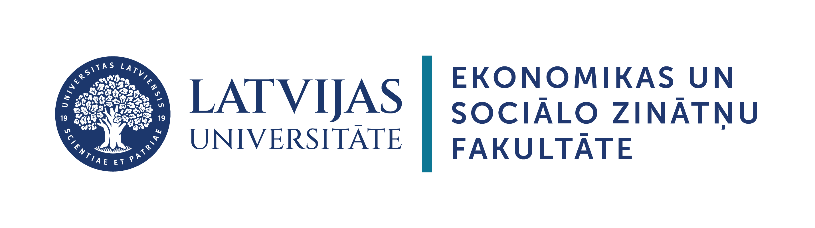 UNIVERSITAS LATVIENSIS
19 19
SCIENTIAE ET PATRIAE
LATVIJAS
UNIVERSITĀTE
EKONOMIKAS UN
SOCIĀLO ZINĀTŅU
FAKULTĀTE